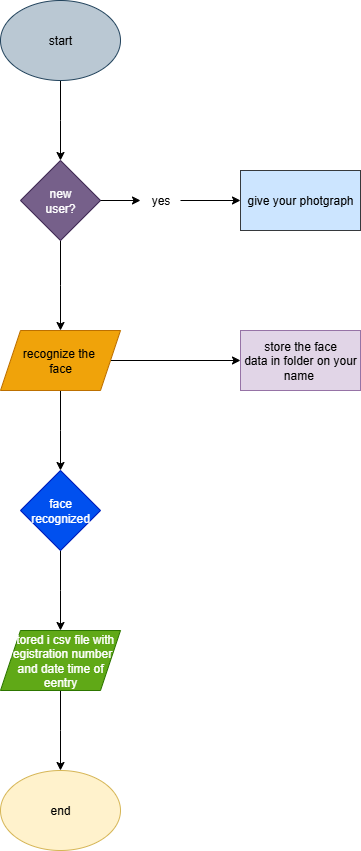 start
new
user?
yes
give your photgraph
recognize the
face
store the face
data in folder on your
name
face
recognized
tored i csv file with
egistration number
and date time of
eentry
end